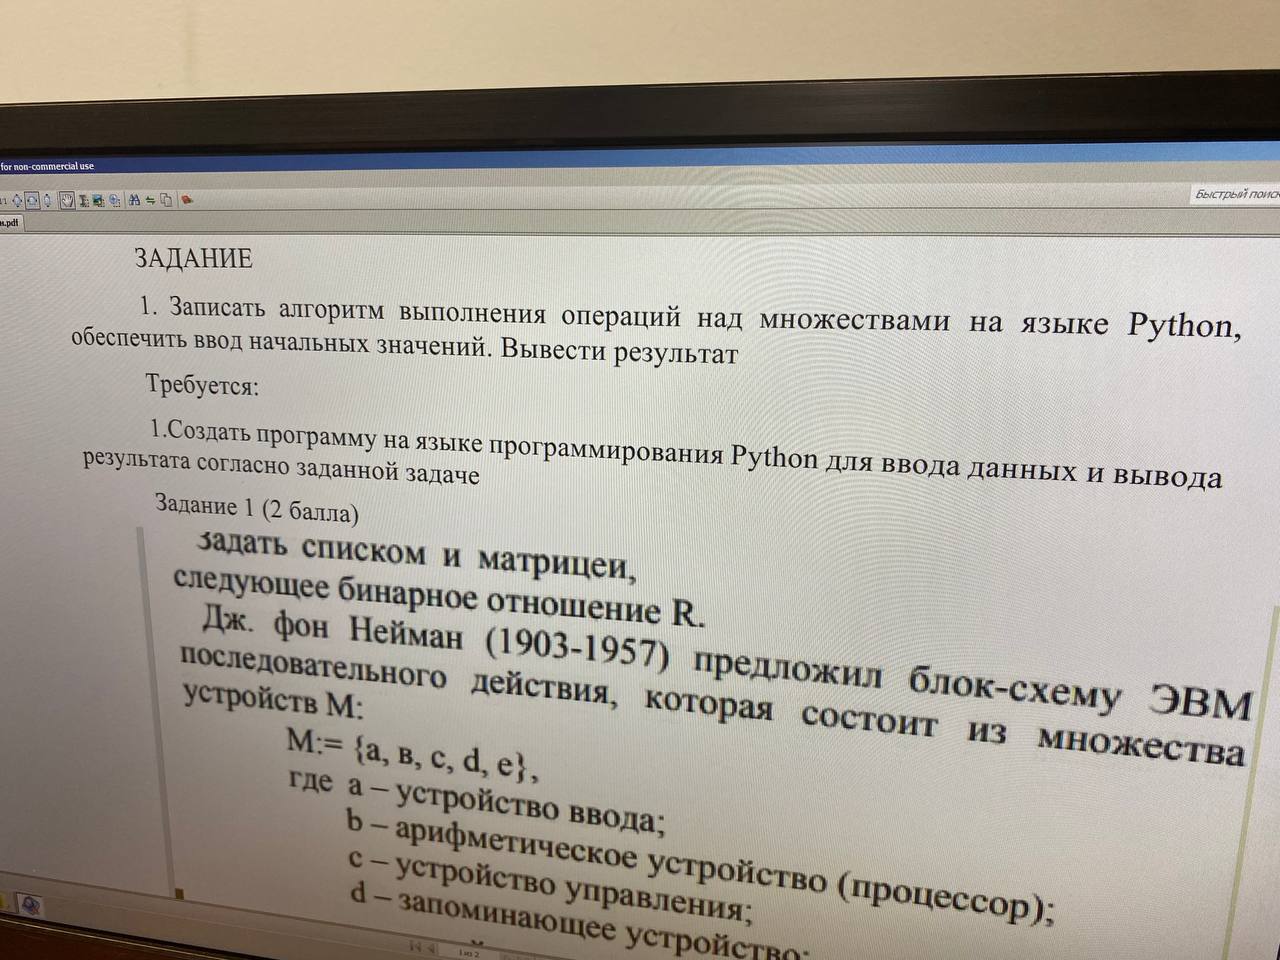 for non-commercial use
Быстрый поиск
н.pdf
ЗАДАНИЕ
1. Записать алгоритм выполнения операций над множествами на языке Python,
обеспечить ввод начальных значений. Вывести результат
Требуется:
1.Создать программу на языке программирования Python для ввода данных и вывода
результата согласно заданной задаче
Задание 1 (2 балла)
Задать списком и матрицей,
следующее бинарное отношение R.
Дж. фон Нейман (1903-1957) предложил блок-схему ЭВМ
последовательного действия, которая состоит из множества
устройств М:
М:= {а, в, с, d, e},
где а – устройство ввода;
b – арифметическое устройство (процессор);
с – устройство управления;
d – запоминающее устройство;
1 из 2